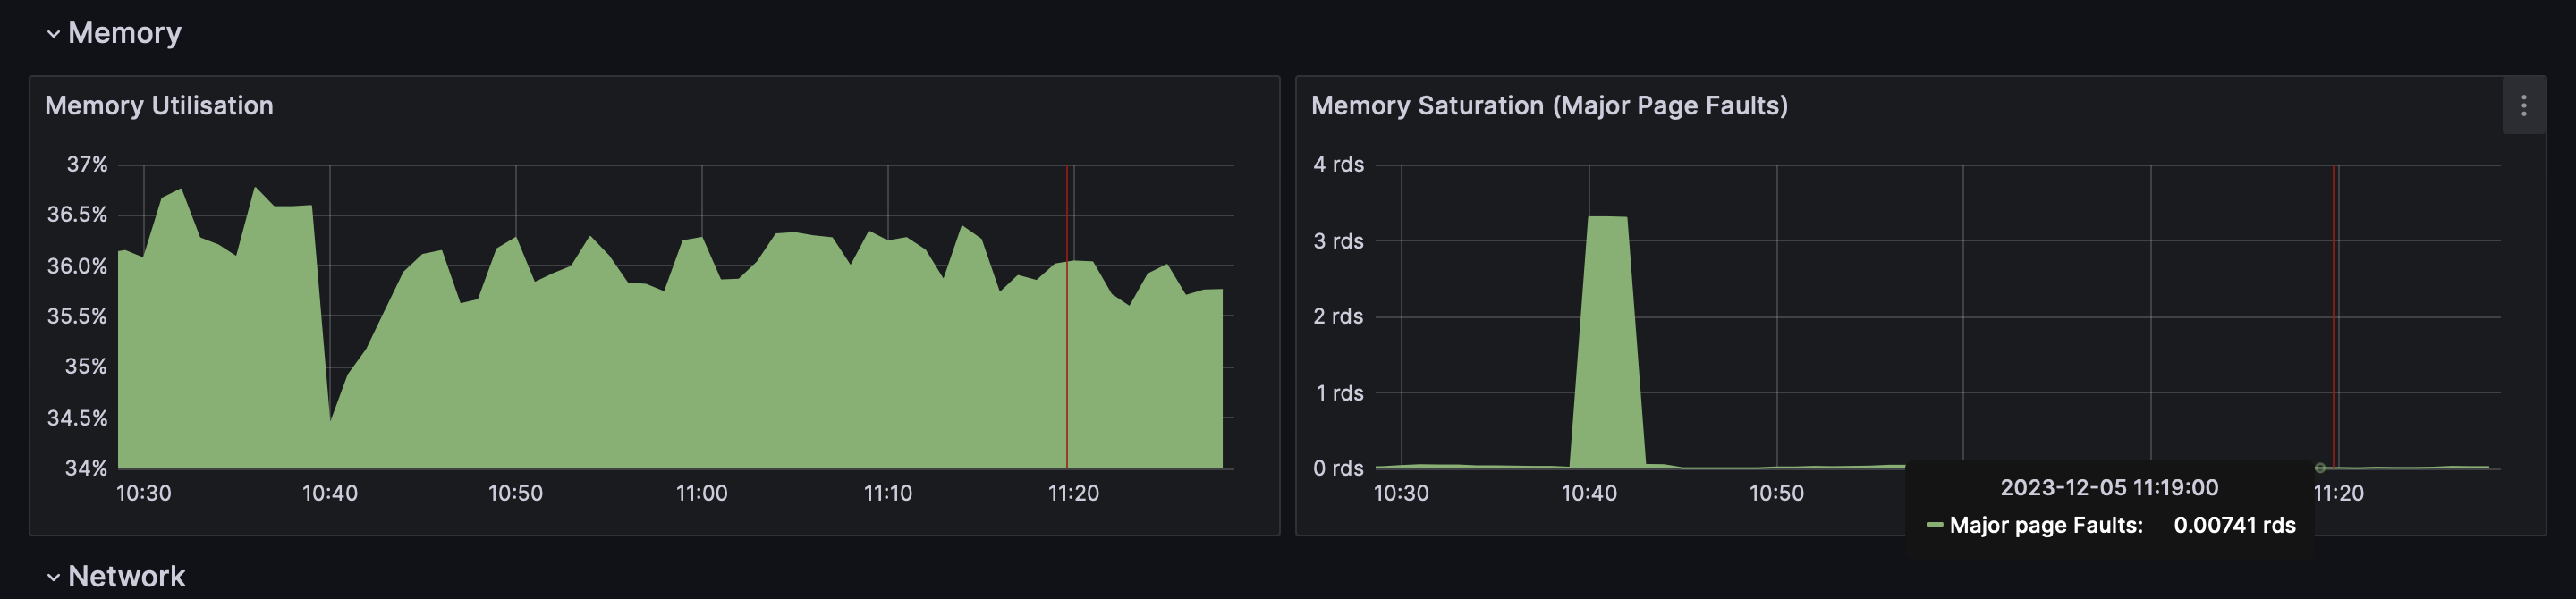 Memory
Memory Utilisation
37%
36.5%
36.0%
35.5%
35%
34.5%
34%
10:30 10:40 10:50 11:00 11:10 11:20
Memory Saturation (Major Page Faults)
4 rds
3 rds
2 rds
1 rds
0 rds
10:30 10:40 10:50 11:20
2023-12-05 11:19:00
Major page Faults: 0.00741 rds
Network